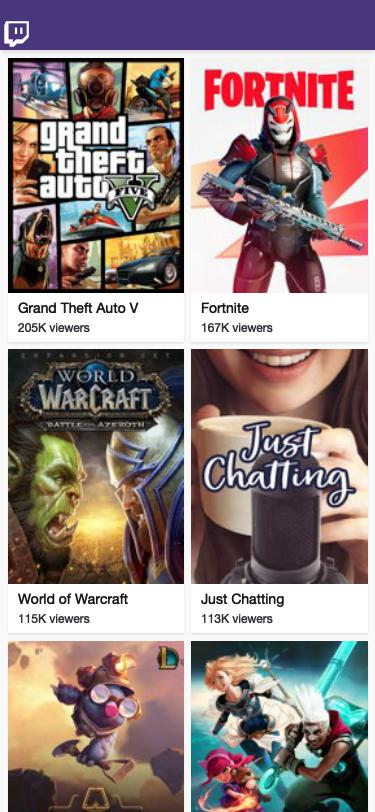 grand
theft
auto
FIVE
Grand Theft Auto V
205K viewers
FORTNITE
Fortnite
167K viewers
EXPANSION SET
WORLD
WARCRAFT
BATTLE FOR AZEROTH
World of Warcraft
115K viewers
Just
Chatting
Just Chatting
113K viewers